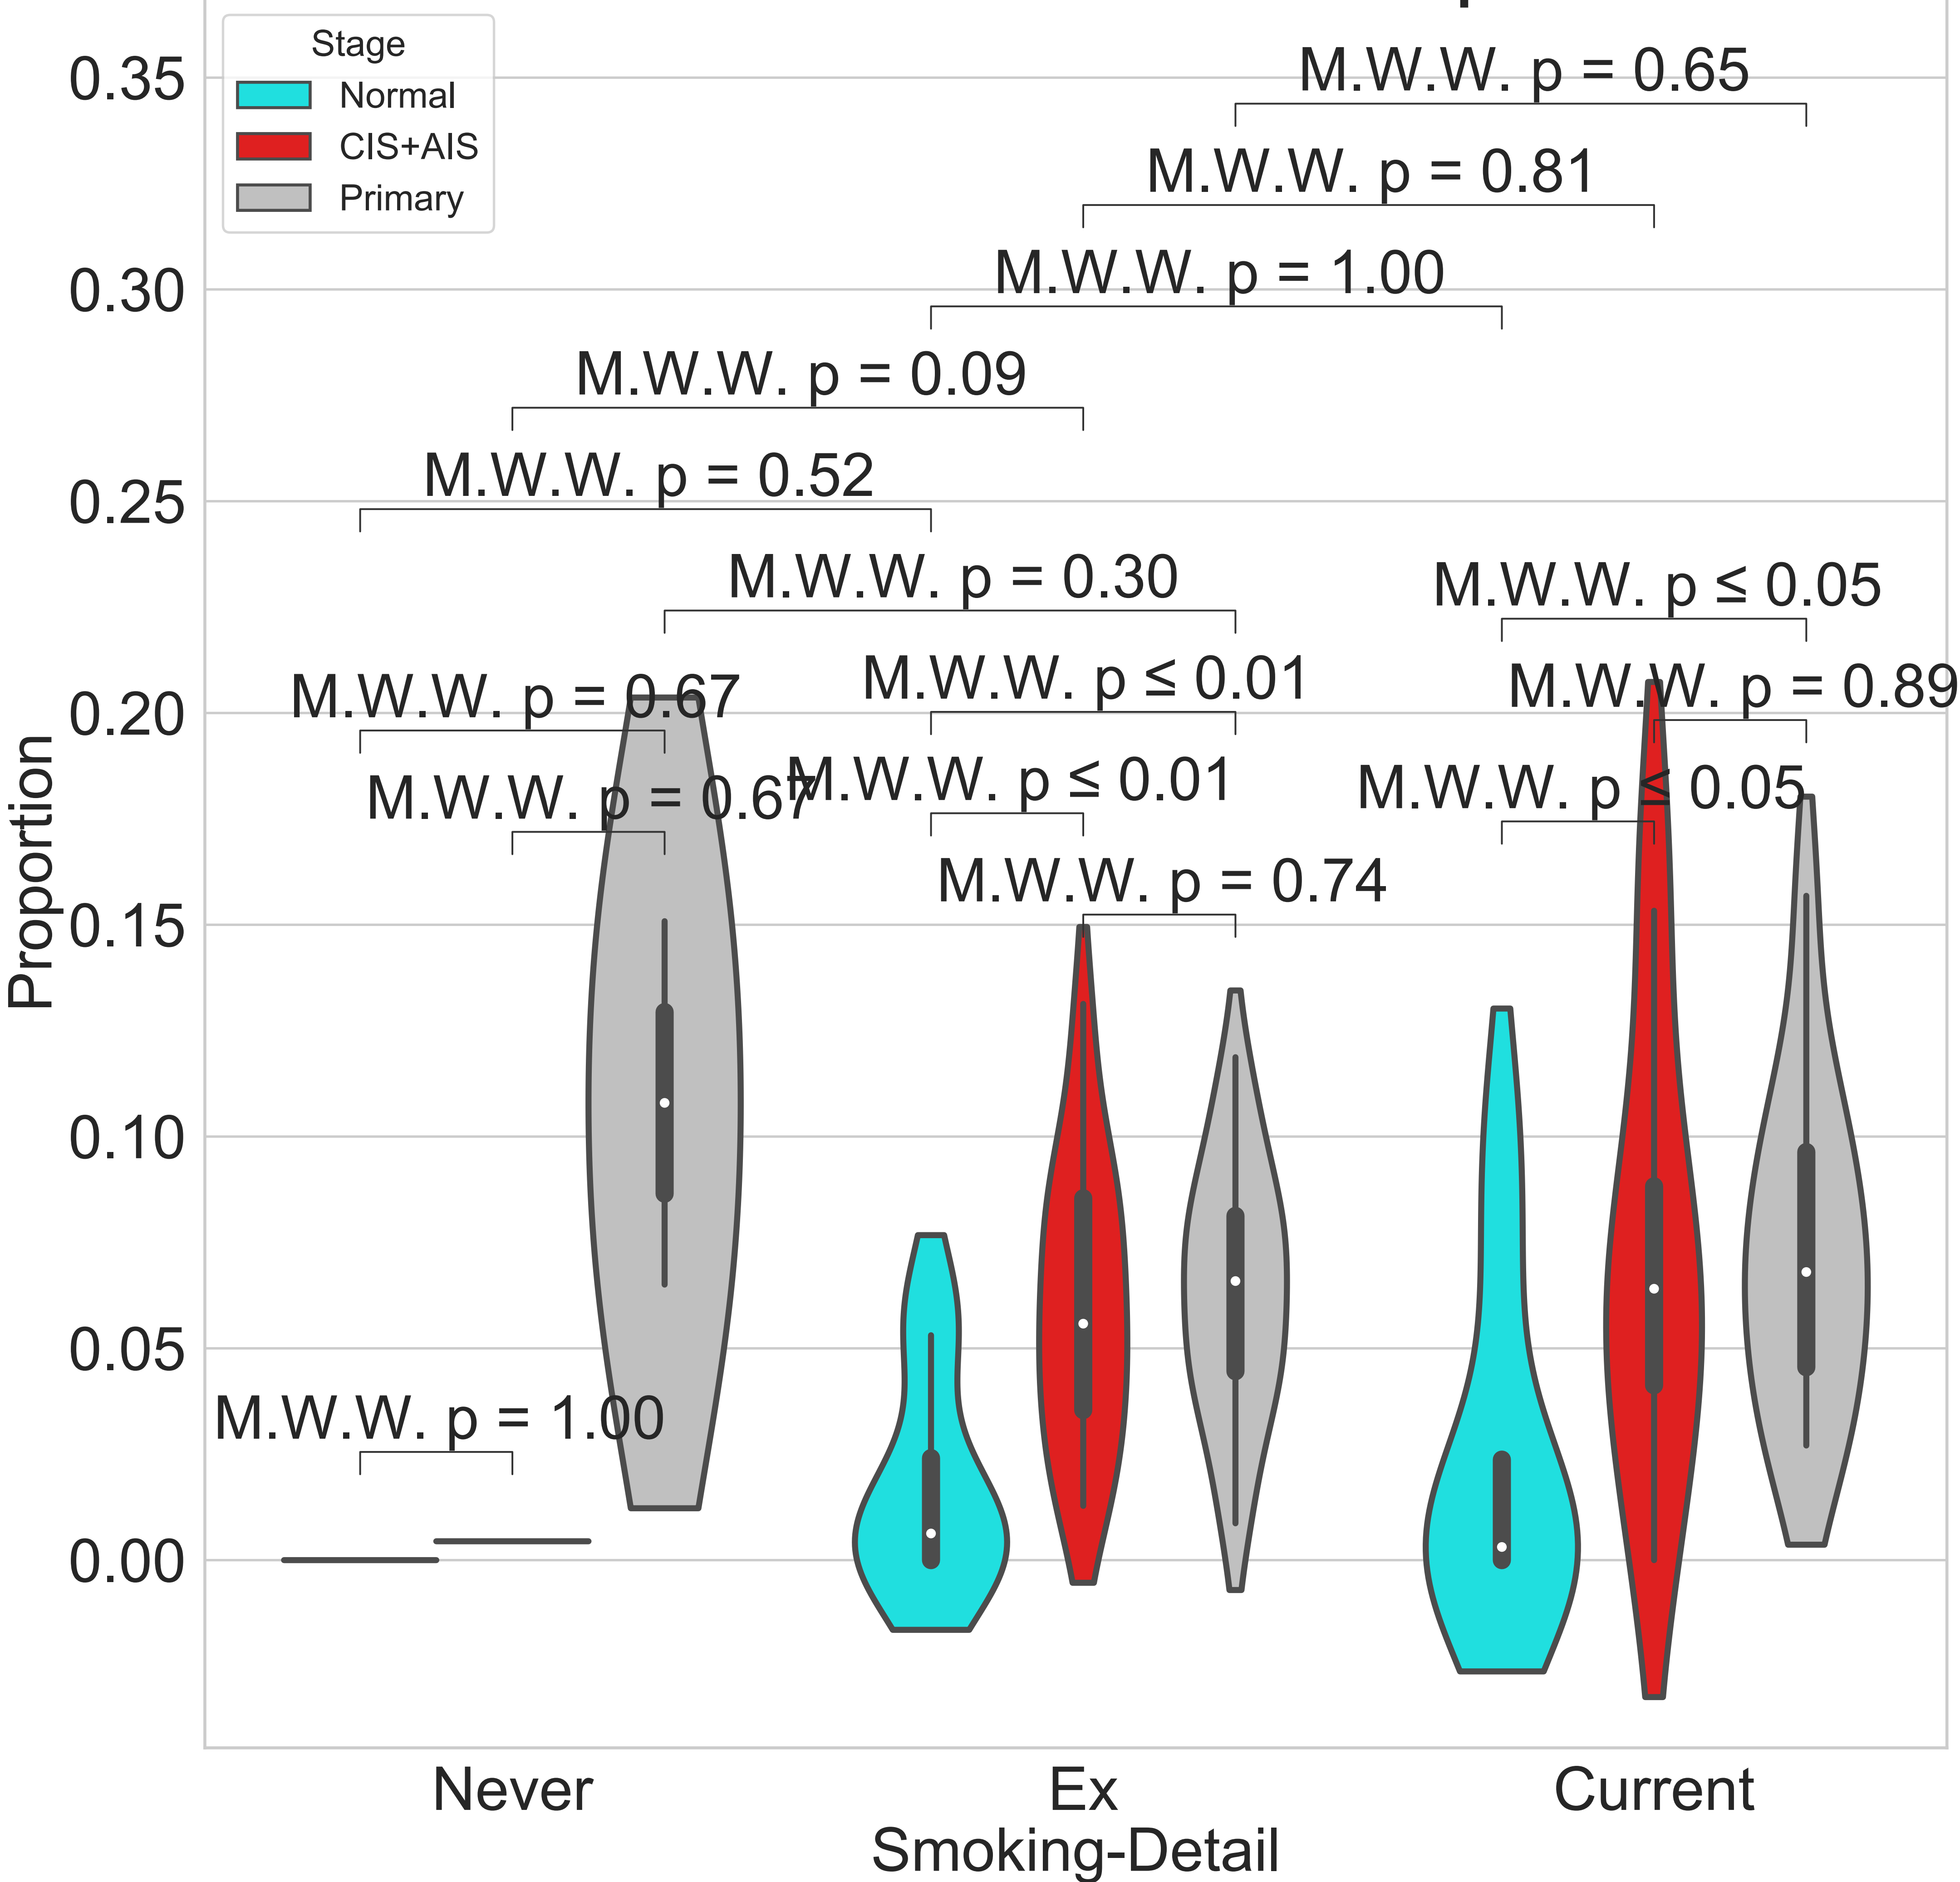 Stage
Normal
CIS+AIS
Primary
M.W.W. p = 0.65
M.W.W. p = 0.81
M.W.W. p = 1.00
M.W.W. p = 0.09
M.W.W. p = 0.52
M.W.W. p = 0.30
M.W.W. p ≤ 0.05
M.W.W. p ≤ 0.01
M.W.W. p = 0.89
M.W.W. p = 0.67
M.W.W. p = 0.67
M.W.W. p ≤ 0.01
M.W.W. p ≤ 0.05
M.W.W. p = 0.74
M.W.W. p = 1.00
0.35
0.30
0.25
0.20
0.15
0.10
0.05
0.00
Proportion
Never Ex Current
Smoking-Detail